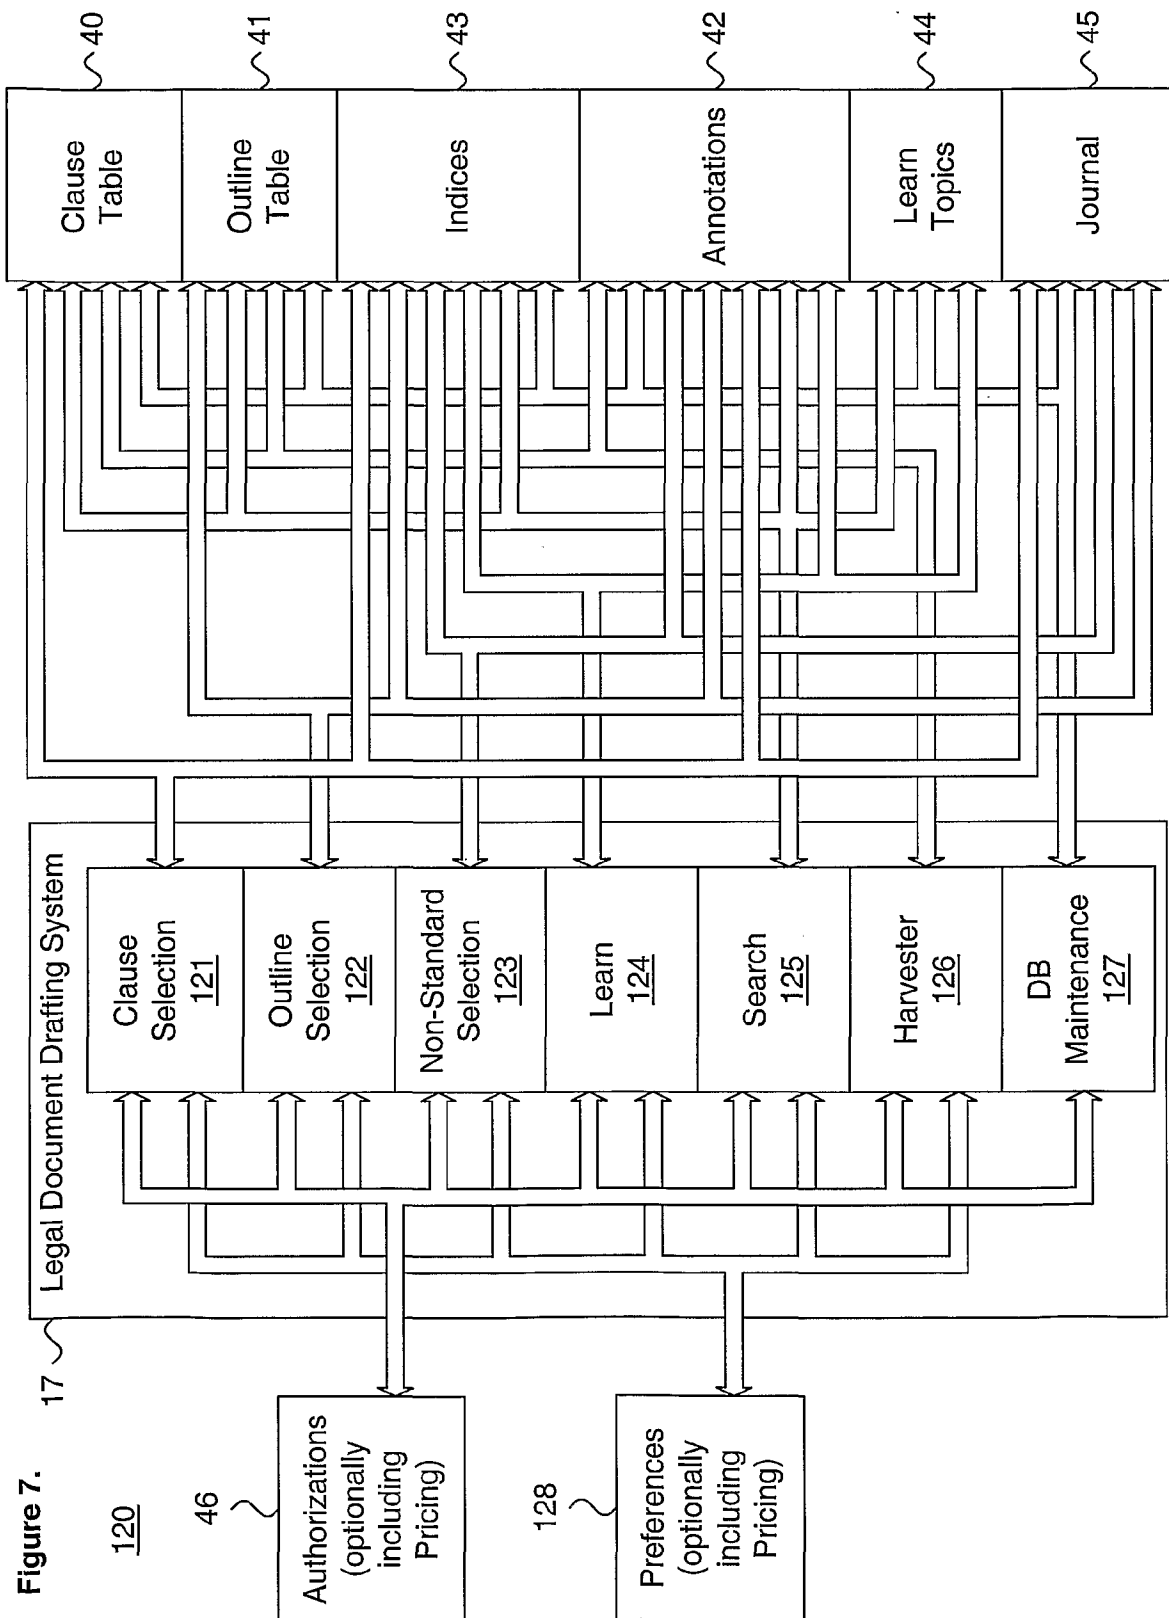 Figure 7.
120
17
Legal Document Drafting System
46
Authorizations
(optionally
including
Pricing)
128
Preferences
(optionally
including
Pricing)
Clause
Selection
121
Outline
Selection
122
Non-Standard
Selection
123
Learn
124
Search
125
Harvester
126
DB
Maintenance
127
Clause
Table
40
Outline
Table
41
Indices
43
Annotations
42
Learn
Topics
44
Journal
45